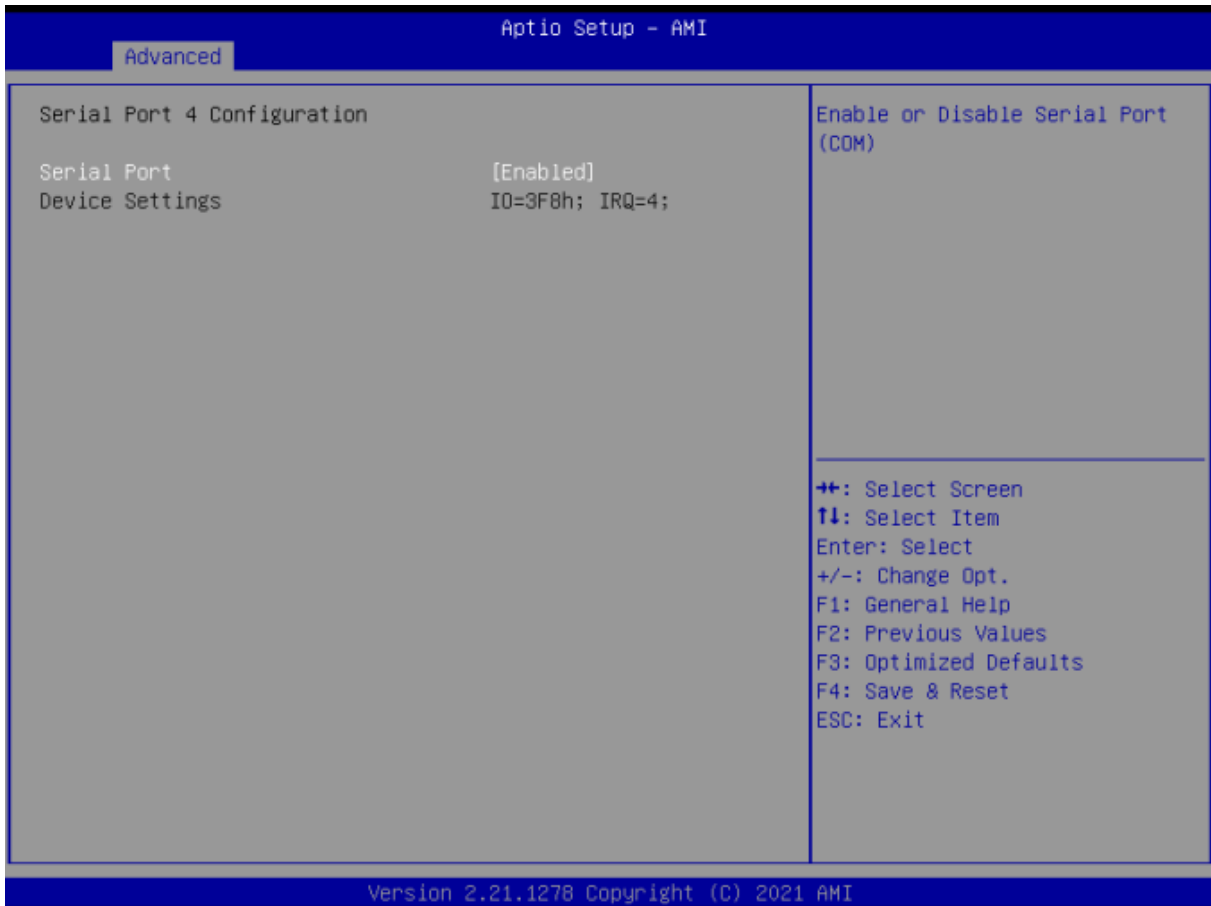 Aptio Setup – AMI
Advanced
Serial Port 4 Configuration
Serial Port [Enabled]
Device Settings IO=3F8h; IRQ=4;
Enable or Disable Serial Port
(COM)
→←: Select Screen
↑↓: Select Item
Enter: Select
+/-: Change Opt.
F1: General Help
F2: Previous Values
F3: Optimized Defaults
F4: Save & Reset
ESC: Exit
Version 2.21.1278 Copyright (C) 2021 AMI